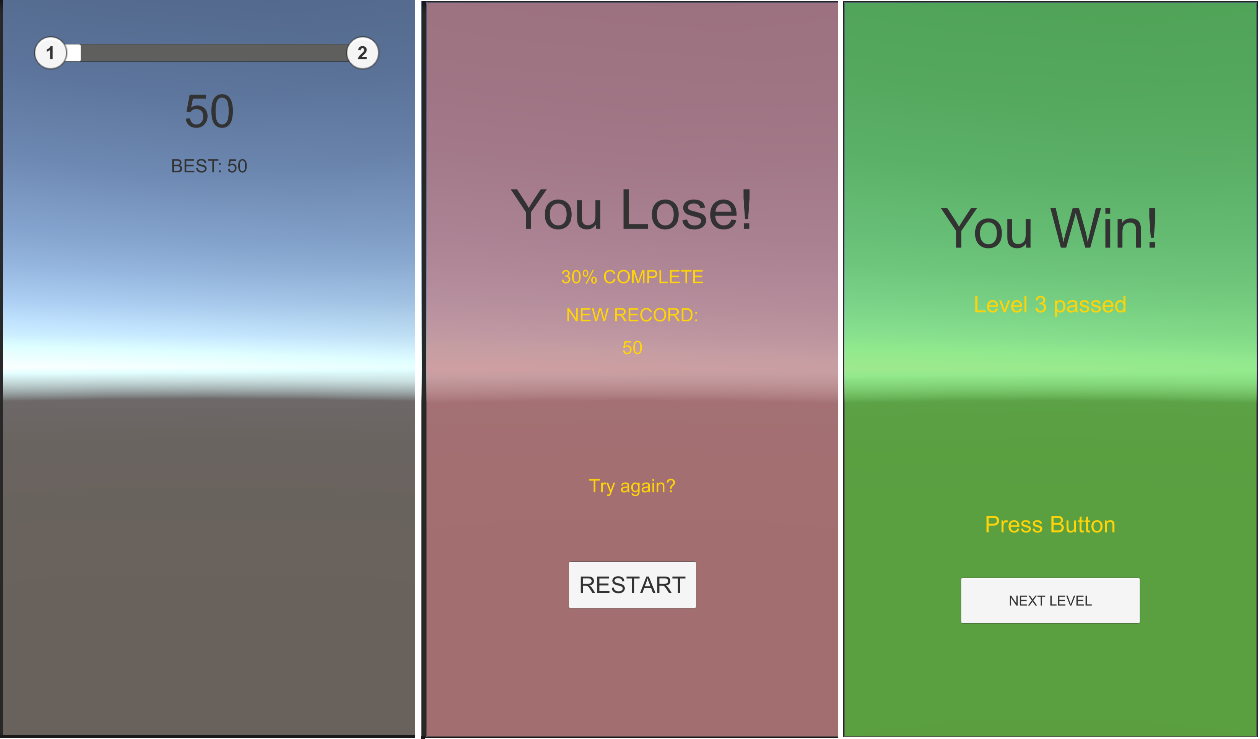 1
2
50
BEST: 50
You Lose!
30% COMPLETE
NEW RECORD:
50
Try again?
RESTART
You Win!
Level 3 passed
Press Button
NEXT LEVEL